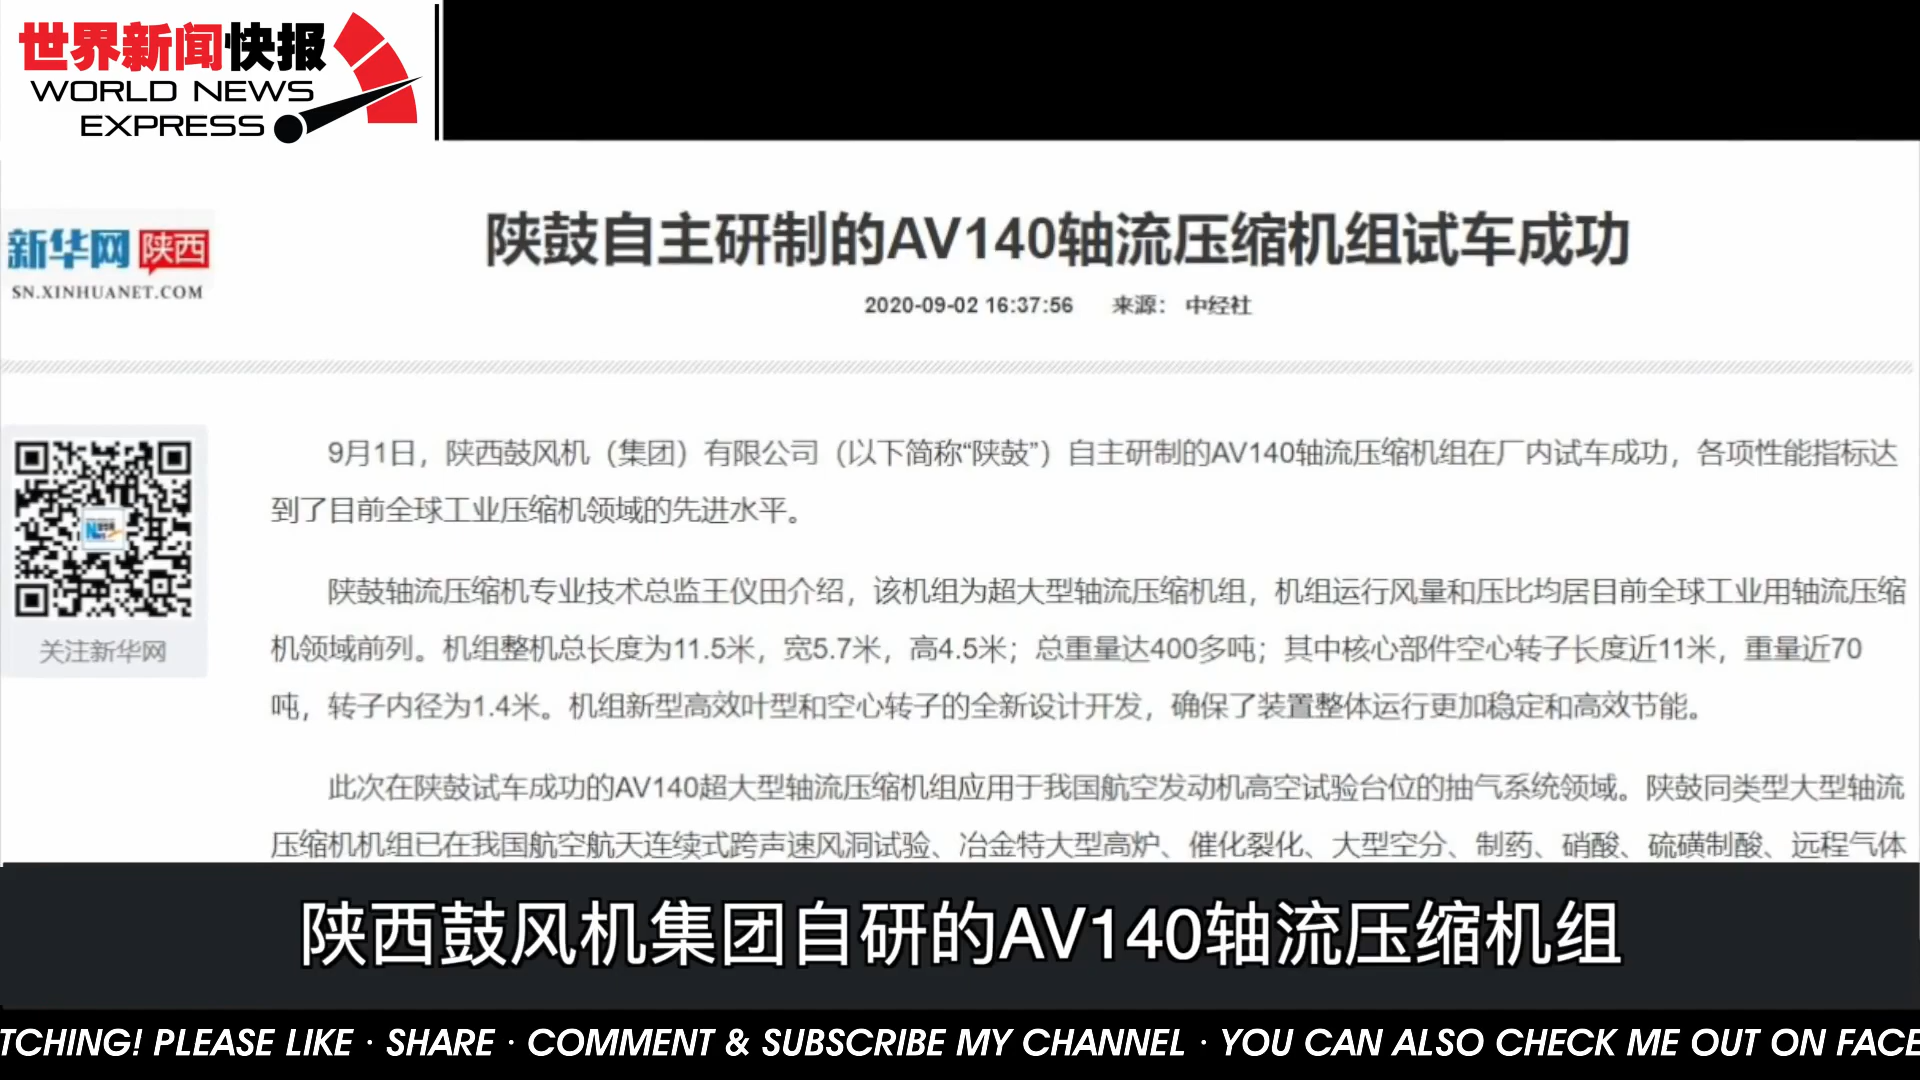 世界新闻快报
WORLD NEWS
EXPRESS
新华网 陕西
SN.XINHUANET.COM
陕鼓自主研制的AV140轴流压缩机组试车成功
2020-09-02 16:37:56 来源： 中经社
关注新华网
9月1日，陕西鼓风机（集团）有限公司（以下简称“陕鼓”）自主研制的AV140轴流压缩机组在厂内试车成功，各项性能指标达
到了目前全球工业压缩机领域的先进水平。
陕鼓轴流压缩机专业技术总监王仪田介绍，该机组为超大型轴流压缩机组，机组运行风量和压比均居目前全球工业用轴流压缩
机领域前列。机组整机总长度为11.5米，宽5.7米，高4.5米；总重量达400多吨；其中核心部件空心转子长度近11米，重量近70
吨，转子内径为1.4米。机组新型高效叶型和空心转子的全新设计开发，确保了装置整体运行更加稳定和高效节能。
此次在陕鼓试车成功的AV140超大型轴流压缩机组应用于我国航空发动机高空试验台位的抽气系统领域。陕鼓同类型大型轴流
压缩机机组已在我国航空航天连续式跨声速风洞试验、冶金特大型高炉、催化裂化、大型空分、制药、硝酸、硫磺制酸、远程气体
陕西鼓风机集团自研的AV140轴流压缩机组
TCHING! PLEASE LIKE · SHARE · COMMENT & SUBSCRIBE MY CHANNEL · YOU CAN ALSO CHECK ME OUT ON FACE